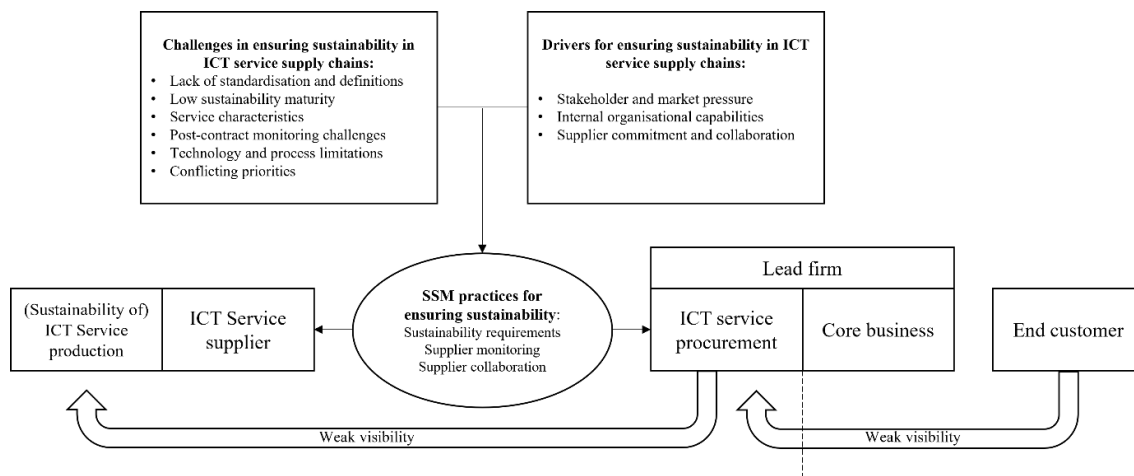 Challenges in ensuring sustainability in
ICT service supply chains:
• Lack of standardisation and definitions
• Low sustainability maturity
• Service characteristics
• Post-contract monitoring challenges
• Technology and process limitations
• Conflicting priorities
Drivers for ensuring sustainability in ICT
service supply chains:
• Stakeholder and market pressure
• Internal organisational capabilities
• Supplier commitment and collaboration
(Sustainability of)
ICT Service
production
ICT Service
supplier
SSM practices for
ensuring sustainability:
Sustainability requirements
Supplier monitoring
Supplier collaboration
Lead firm
ICT service
procurement
Core business
End customer
Weak visibility
Weak visibility